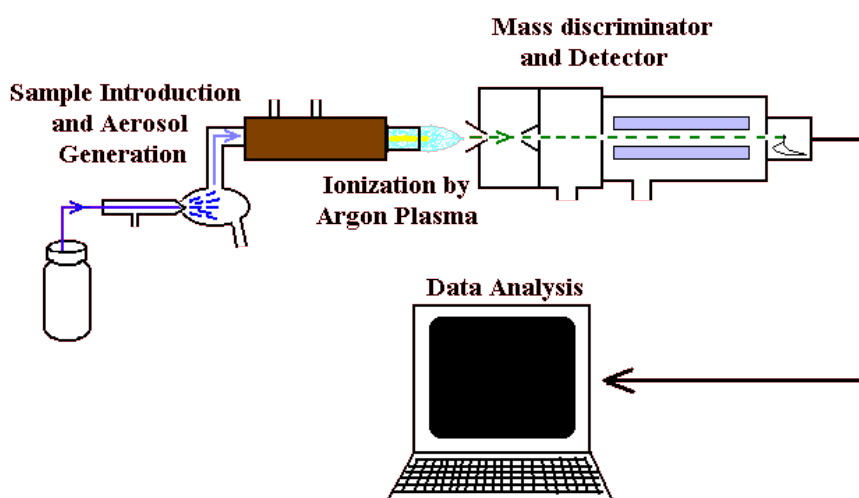 Mass discriminator
and Detector
Sample Introduction
and Aerosol
Generation
Ionization by
Argon Plasma
Data Analysis